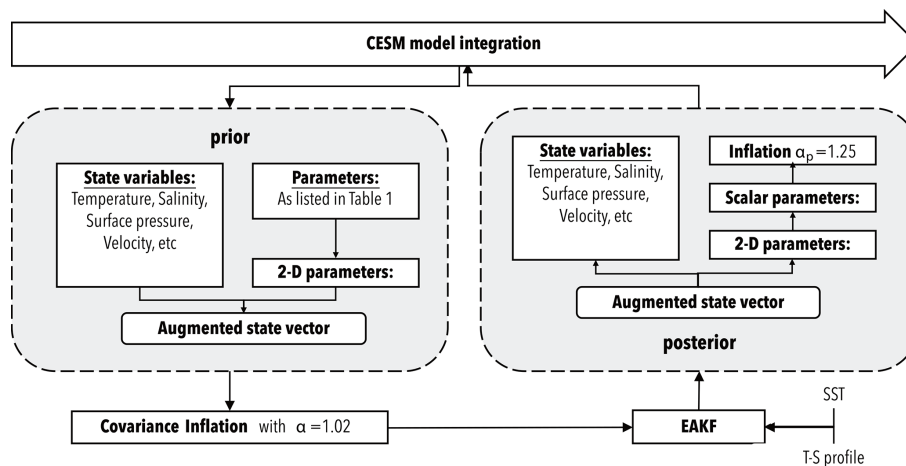 CESM model integration
prior
State variables:
Temperature, Salinity,
Surface pressure,
Velocity, etc
Parameters:
As listed in Table 1
2-D parameters:
Augmented state vector
Covariance Inflation with α = 1.02
State variables:
Temperature, Salinity,
Surface pressure,
Velocity, etc
Inflation αp = 1.25
Scalar parameters:
2-D parameters:
Augmented state vector
posterior
EAKF
SST
T-S profile